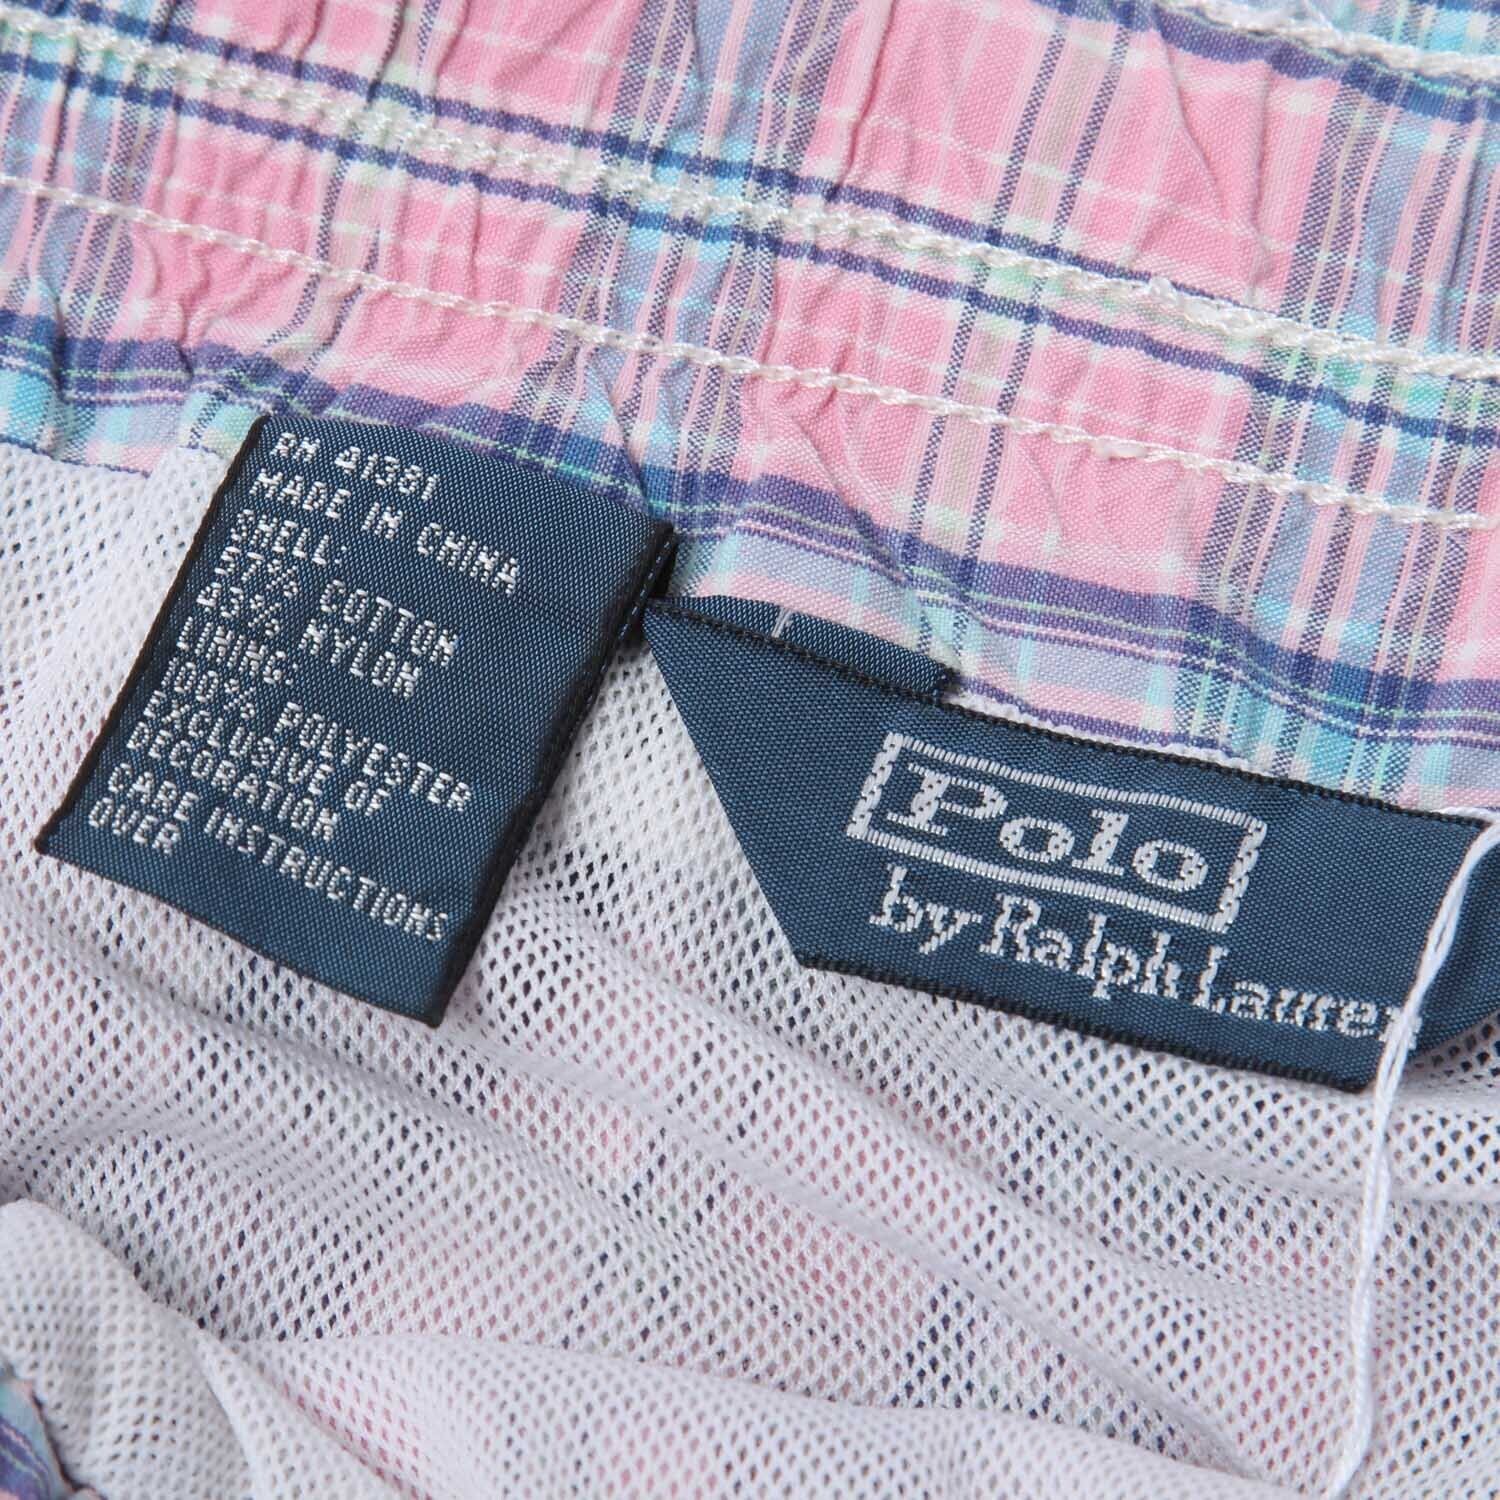 RN 41381
MADE IN CHINA
SHELL:
57% COTTON
43% NYLON
LINING:
100% POLYESTER
EXCLUSIVE OF
DECORATION
CARE INSTRUCTIONS
OVER
Polo
by Ralph Lauren